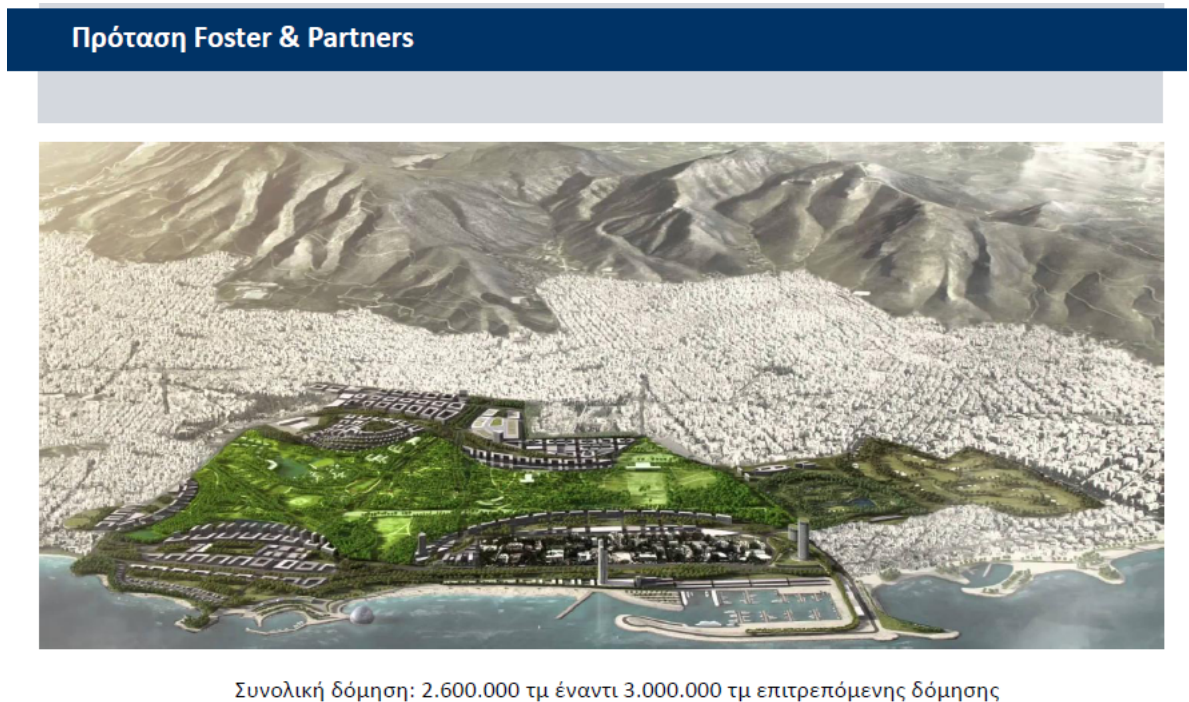 Πρόταση Foster & Partners
Συνολική δόμηση: 2.600.000 τμ έναντι 3.000.000 τμ επιτρεπόμενης δόμησης